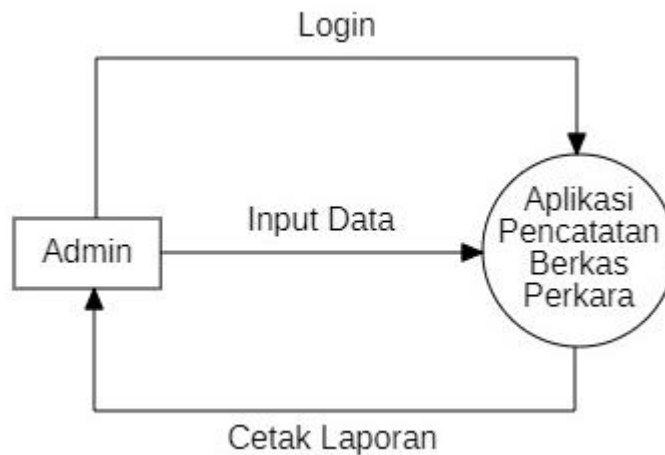 Login
Input Data
Admin
Aplikasi
Pencatatan
Berkas
Perkara
Cetak Laporan